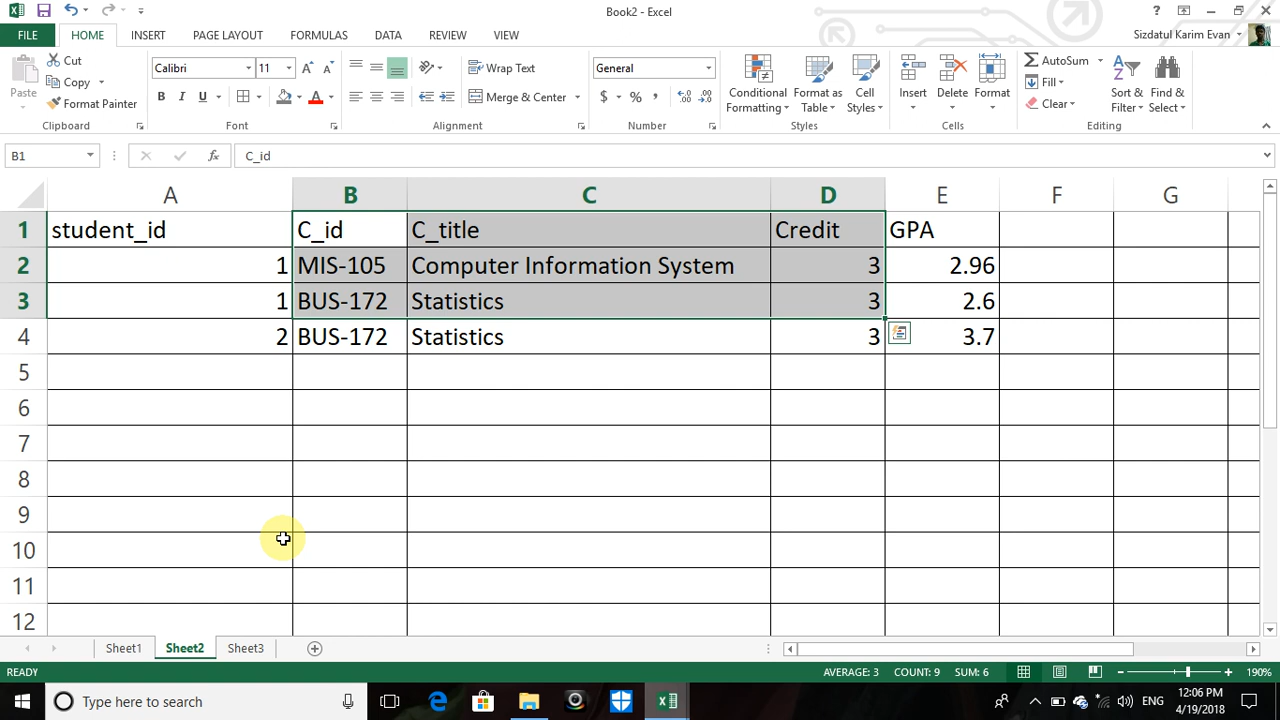 Book2 - Excel
FILE HOME INSERT PAGE LAYOUT FORMULAS DATA REVIEW VIEW Sizdatul Karim Evan
Paste Cut Copy Format Painter Clipboard
Calibri 11 B I U A Font
Wrap Text Merge & Center Alignment
General $ % , Number
Conditional Formatting Format as Table Cell Styles Styles
Insert Delete Format Cells
AutoSum Fill Clear Sort & Filter Find & Select Editing
B1 fx C_id
A B C D E F G
1 student_id C_id C_title Credit GPA
2 1 MIS-105 Computer Information System 3 2.96
3 1 BUS-172 Statistics 3 2.6
4 2 BUS-172 Statistics 3 3.7
5
6
7
8
9
10
11
12
Sheet1 Sheet2 Sheet3
READY AVERAGE: 3 COUNT: 9 SUM: 6 190%
Type here to search ENG 12:06 PM
4/19/2018